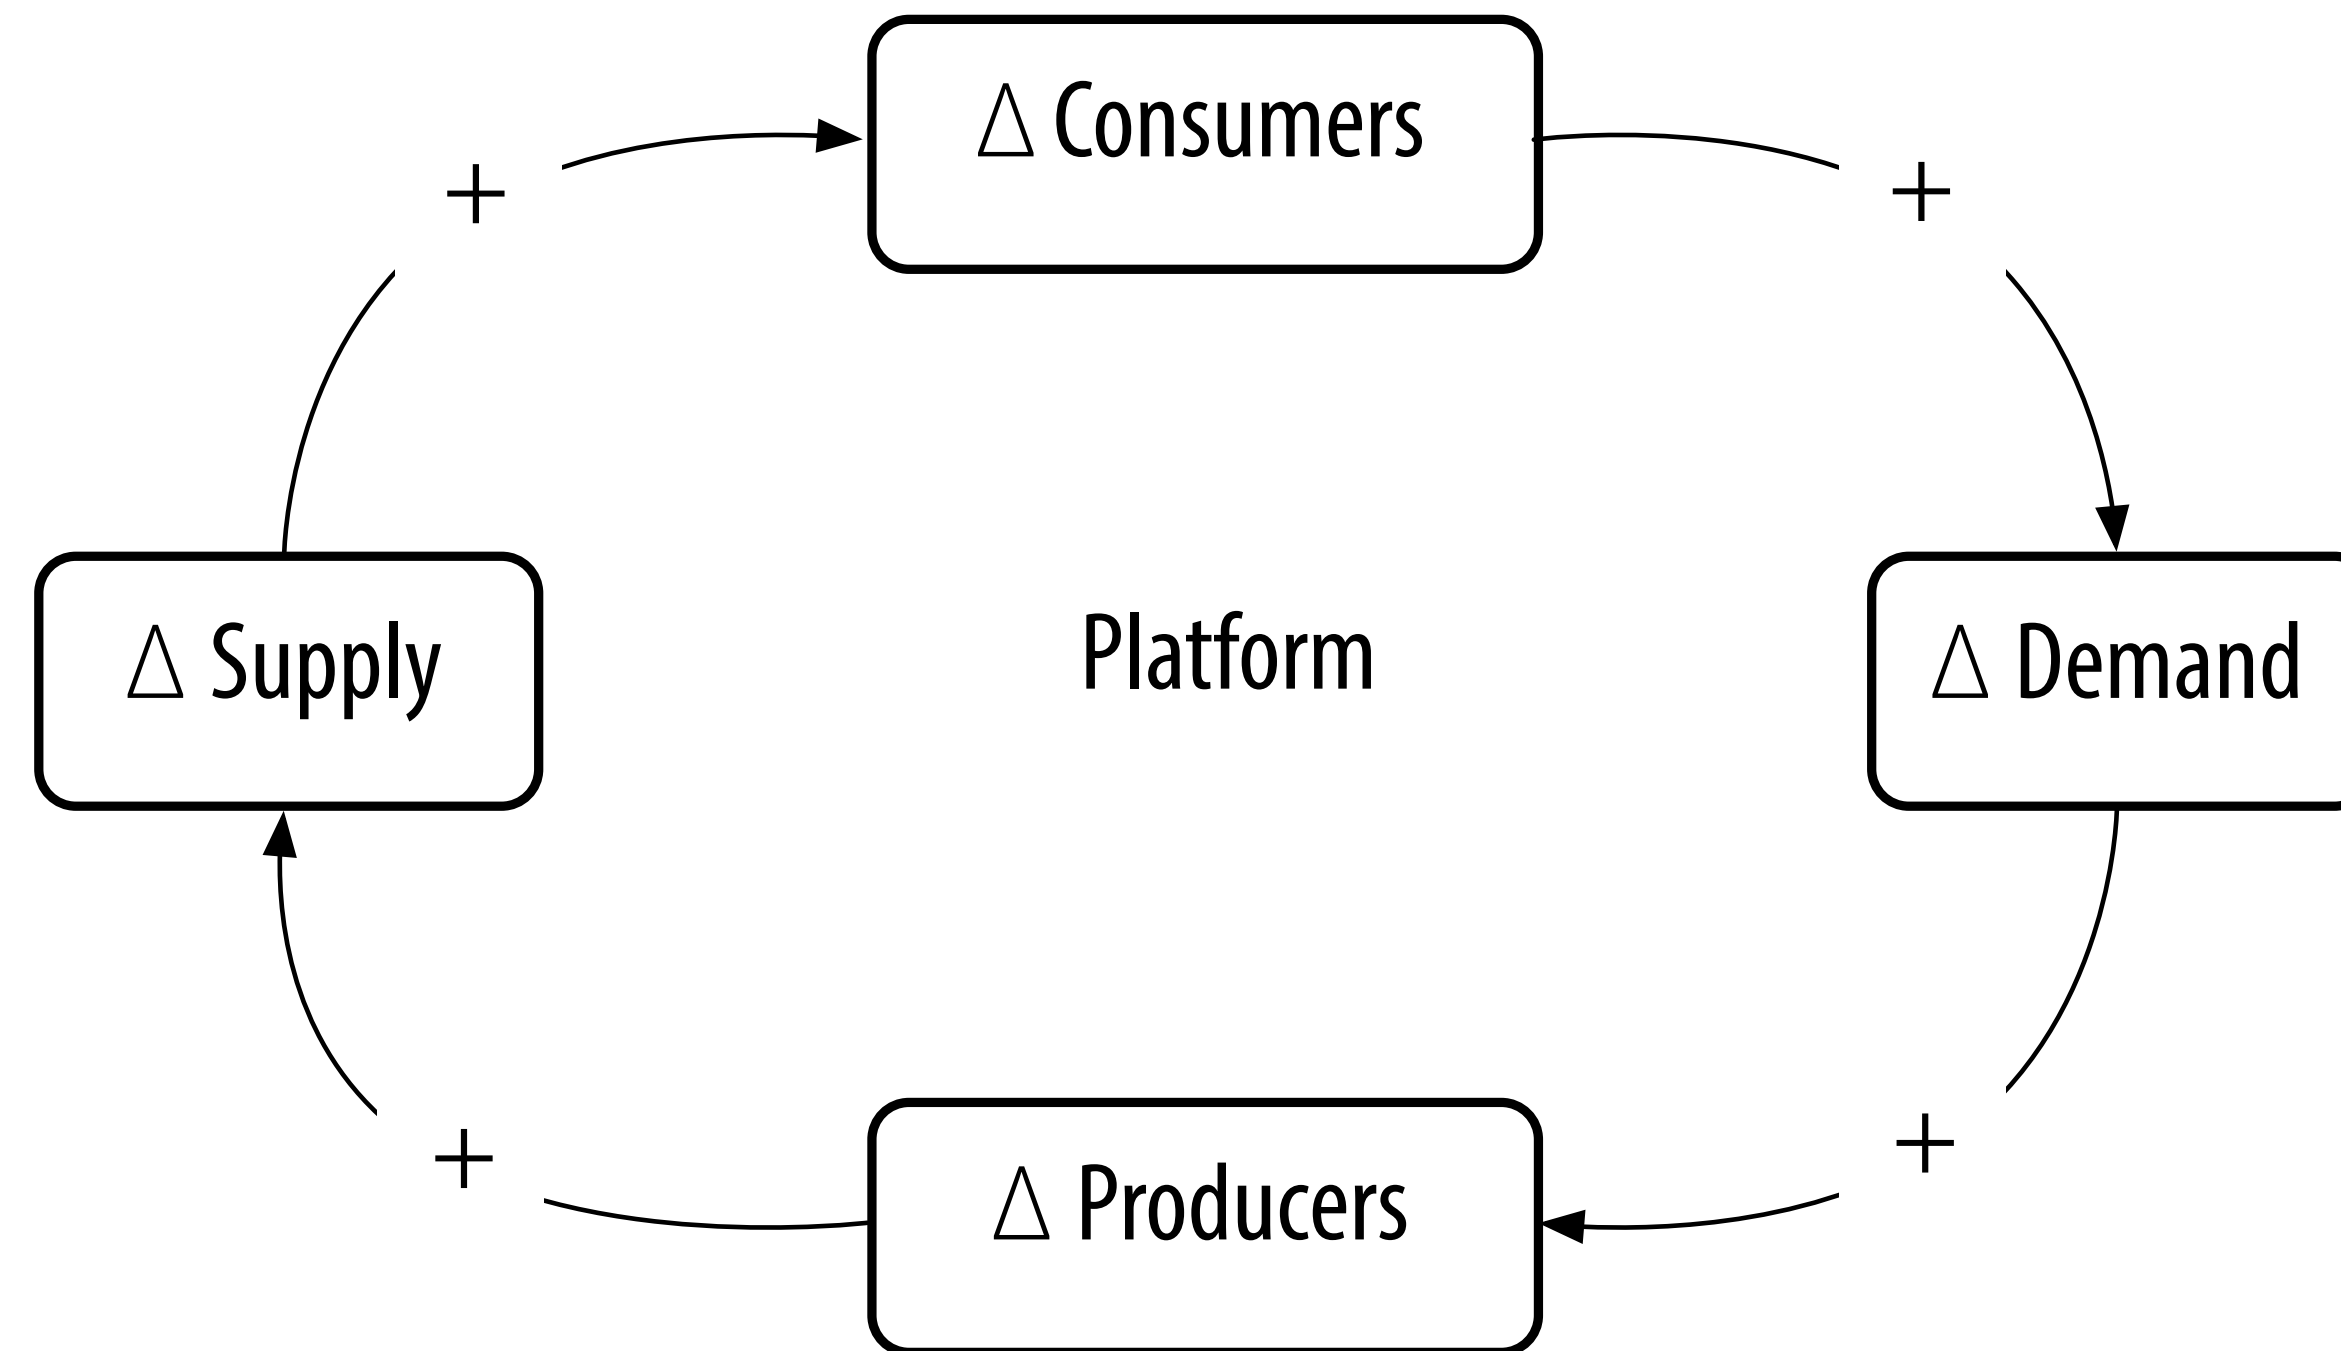 Δ Consumers
+
+
Δ Supply
Platform
Δ Demand
+
+
Δ Producers